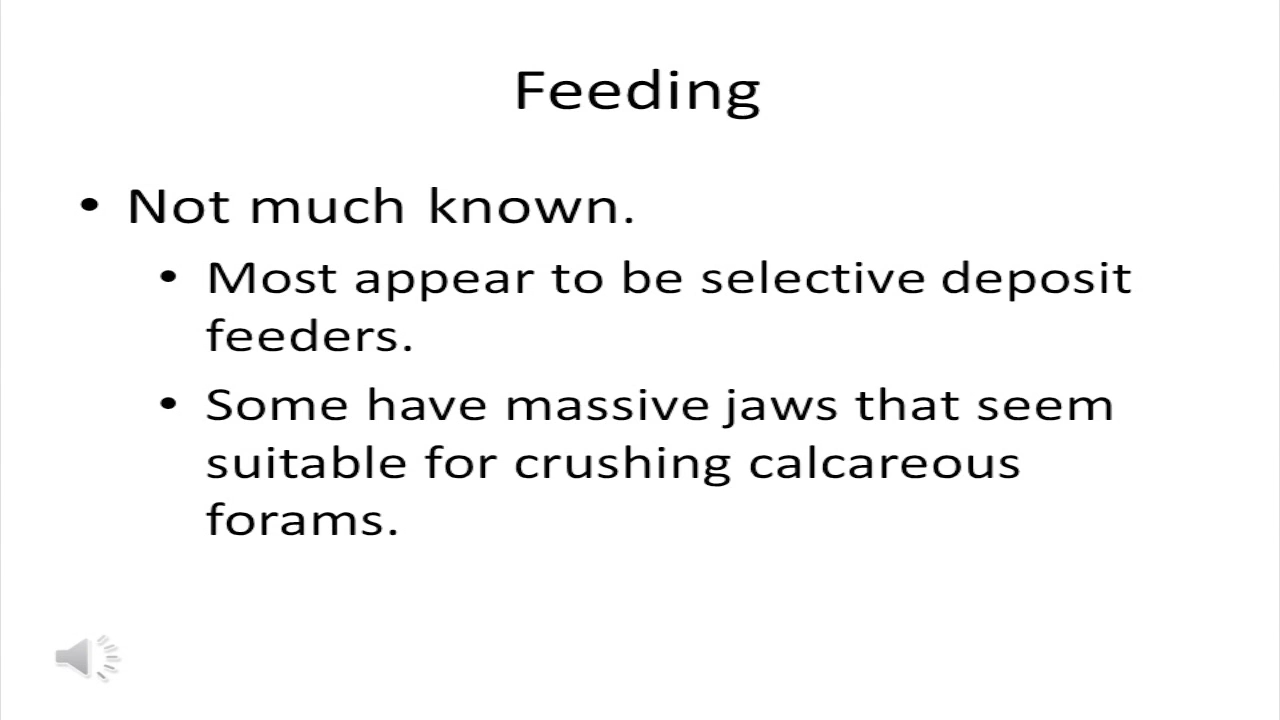 Feeding
• Not much known.
• Most appear to be selective deposit
feeders.
• Some have massive jaws that seem
suitable for crushing calcareous
forams.